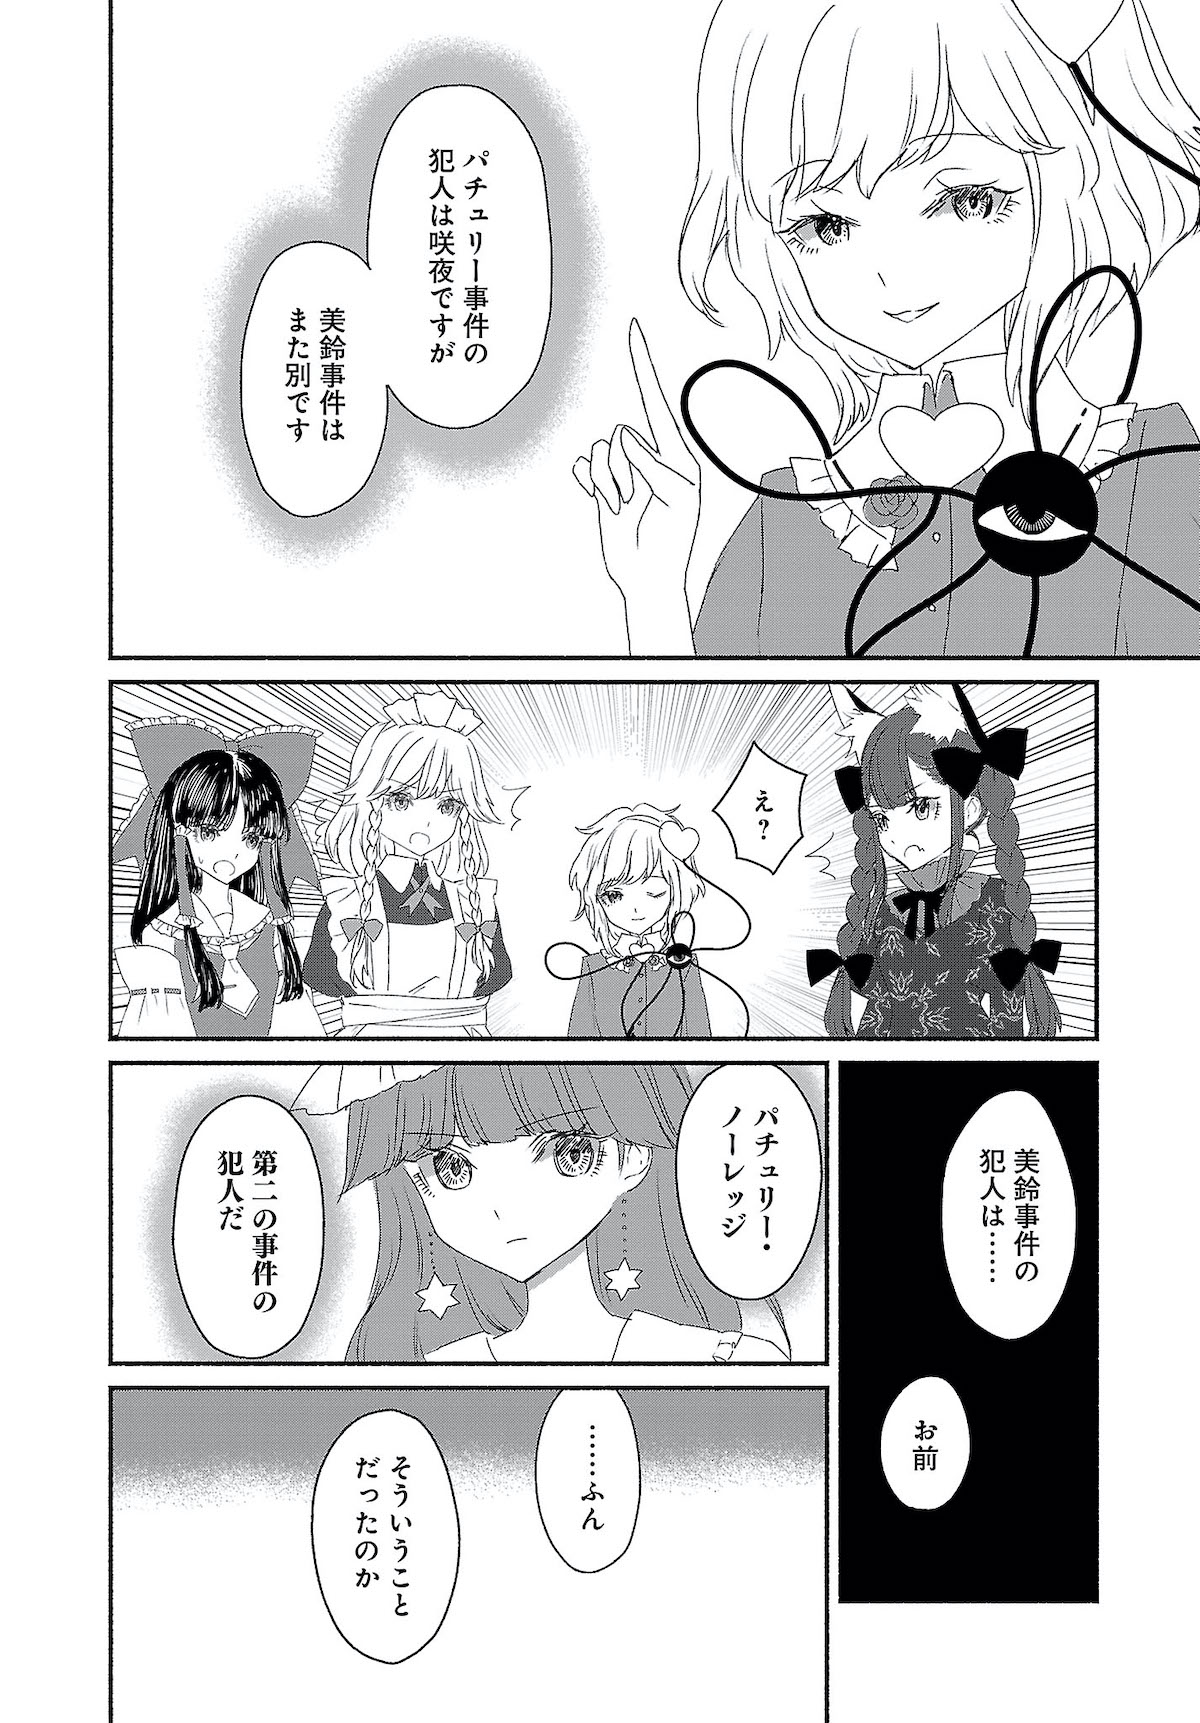 パチュリー事件の
犯人は咲夜ですが
美鈴事件は
また別です
え?
美鈴事件の
犯人は……
お前
パチュリー・
ノーレッジ
第二の事件の
犯人だ
……ふん
そういうこと
だったのか